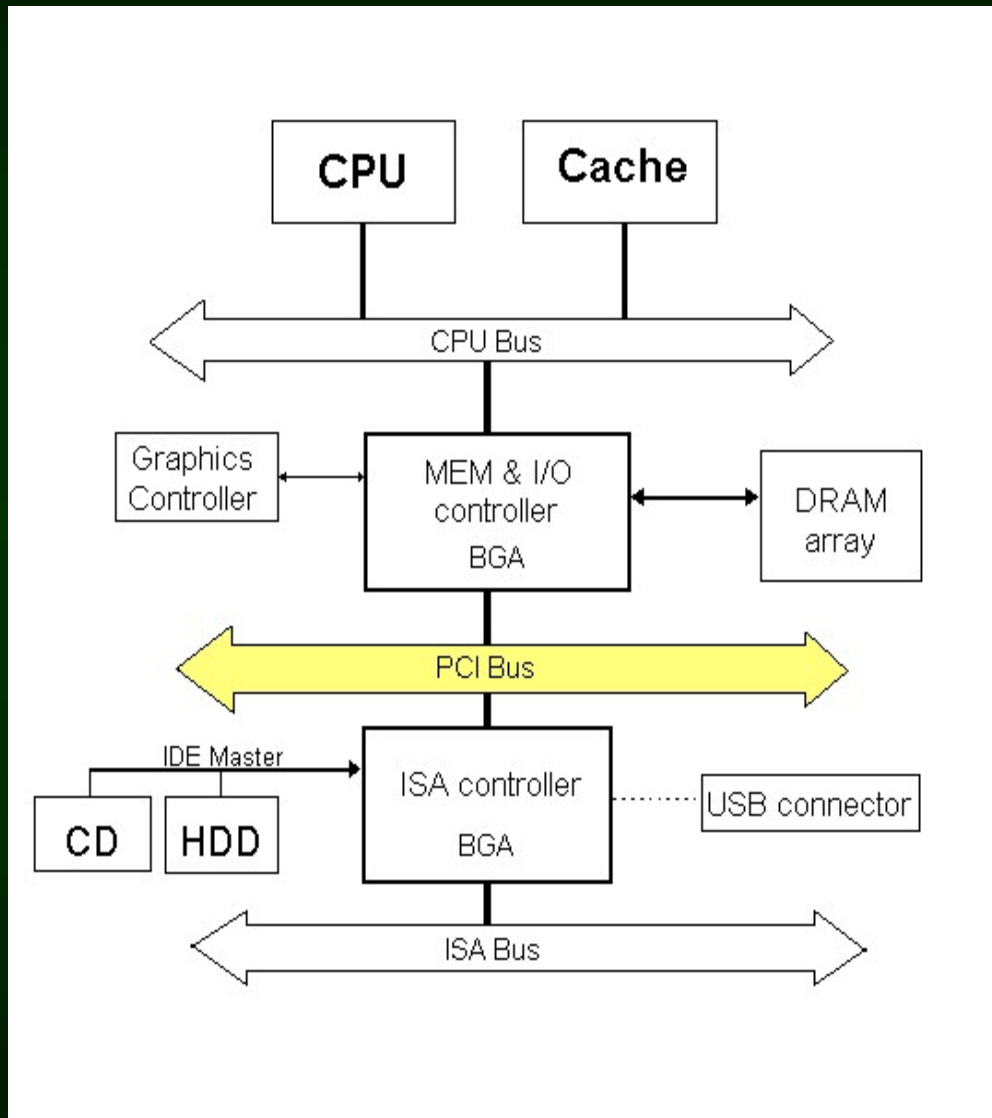 CPU
Cache
CPU Bus
Graphics
Controller
MEM & I/O
controller
BGA
DRAM
array
PCI Bus
IDE Master
CD
HDD
ISA controller
BGA
USB connector
ISA Bus